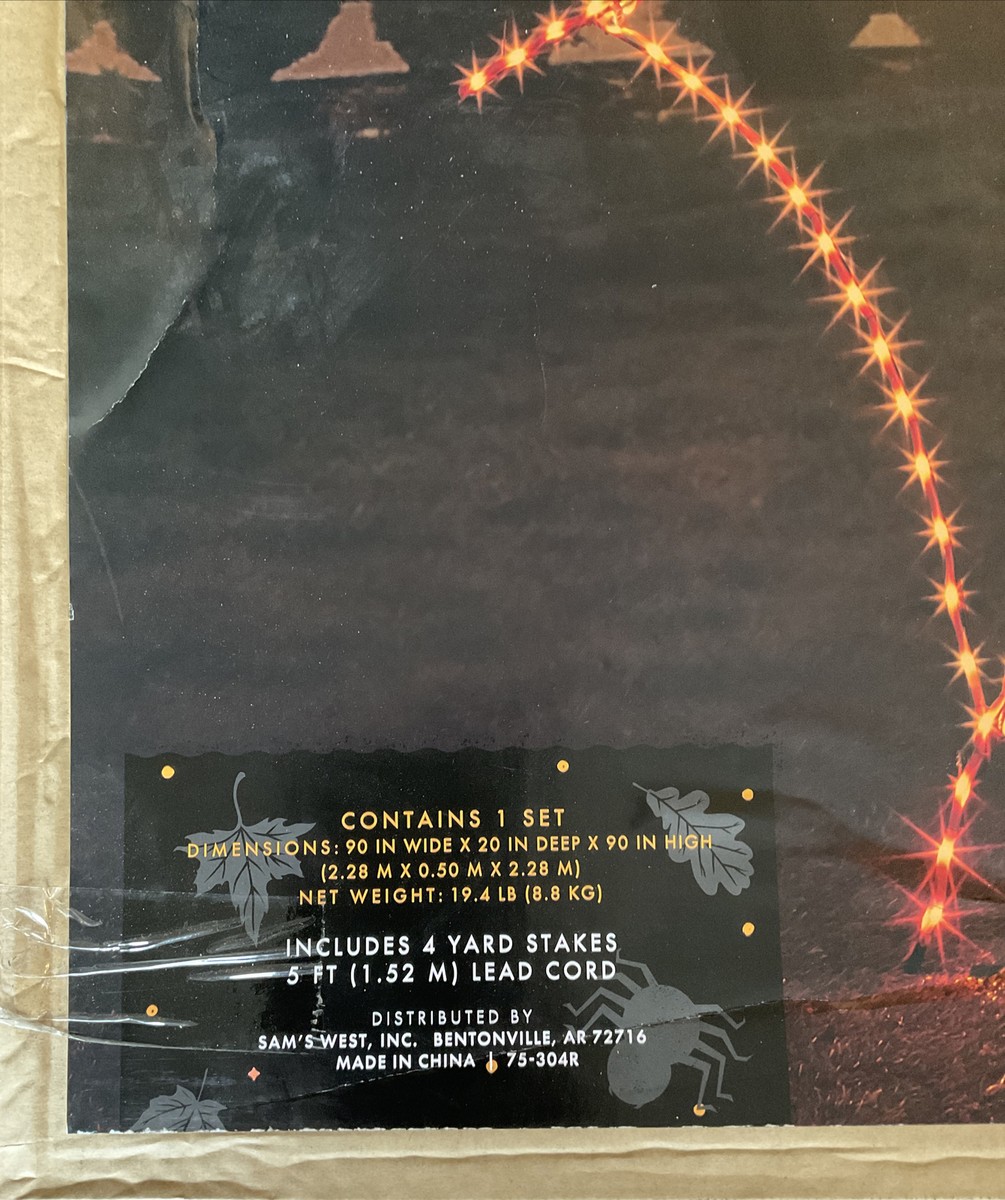 CONTAINS 1 SET
DIMENSIONS: 90 IN WIDE X 20 IN DEEP X 90 IN HIGH
(2.28 M X 0.50 M X 2.28 M)
NET WEIGHT: 19.4 LB (8.8 KG)
INCLUDES 4 YARD STAKES
5 FT (1.52 M) LEAD CORD
DISTRIBUTED BY
SAM'S WEST, INC. BENTONVILLE, AR 72716
MADE IN CHINA | 75-304R